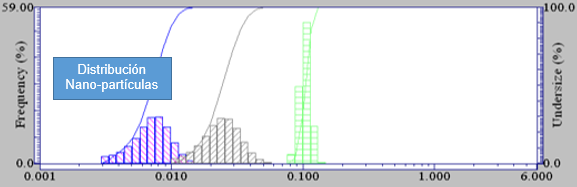 59.00
100.0
Distribución
Nano-partículas
Frequency (%)
Undersize (%)
0.0
0.0
0.001
0.010
0.100
1.000
6.000